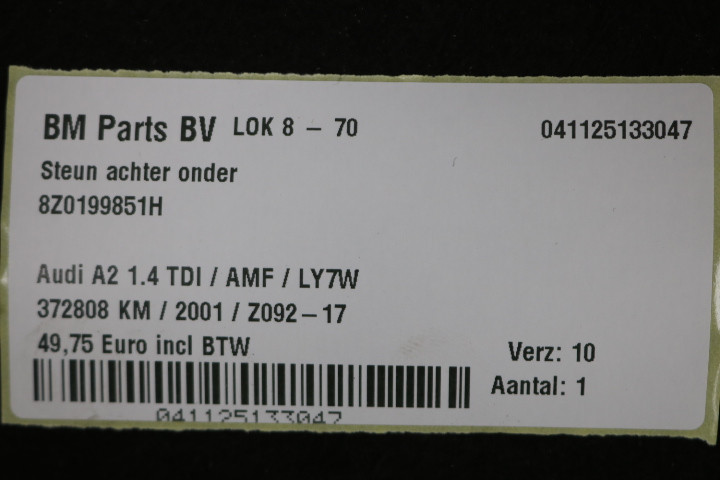 BM Parts BV LOK 8 – 70 041125133047
Steun achter onder
8Z0199851H
Audi A2 1.4 TDI / AMF / LY7W
372808 KM / 2001 / Z092–17
49,75 Euro incl BTW
Verz: 10
Aantal: 1
041125133047